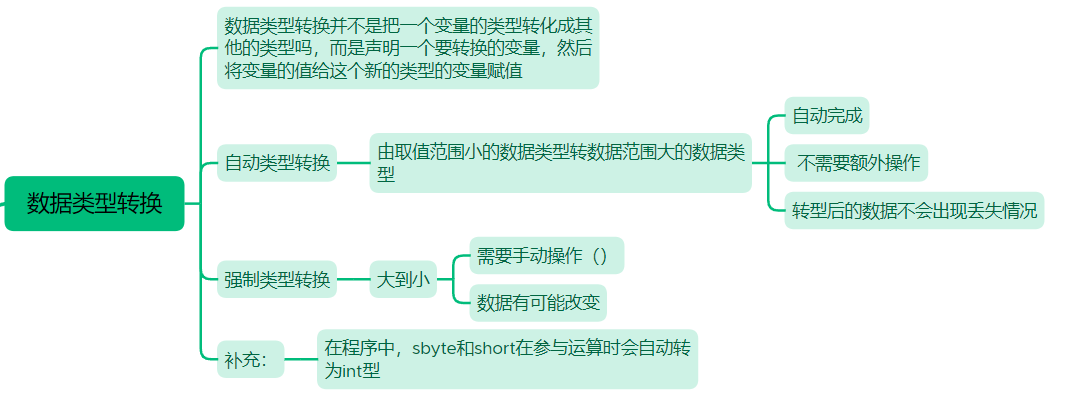 数据类型转换
数据类型转换并不是把一个变量的类型转化成其
他的类型吗，而是声明一个要转换的变量，然后
将变量的值给这个新的类型的变量赋值
自动类型转换
由取值范围小的数据类型转数据范围大的数据类
型
自动完成
不需要额外操作
转型后的数据不会出现丢失情况
强制类型转换
大到小
需要手动操作（）
数据有可能改变
补充：
在程序中，sbyte和short在参与运算时会自动转
为int型